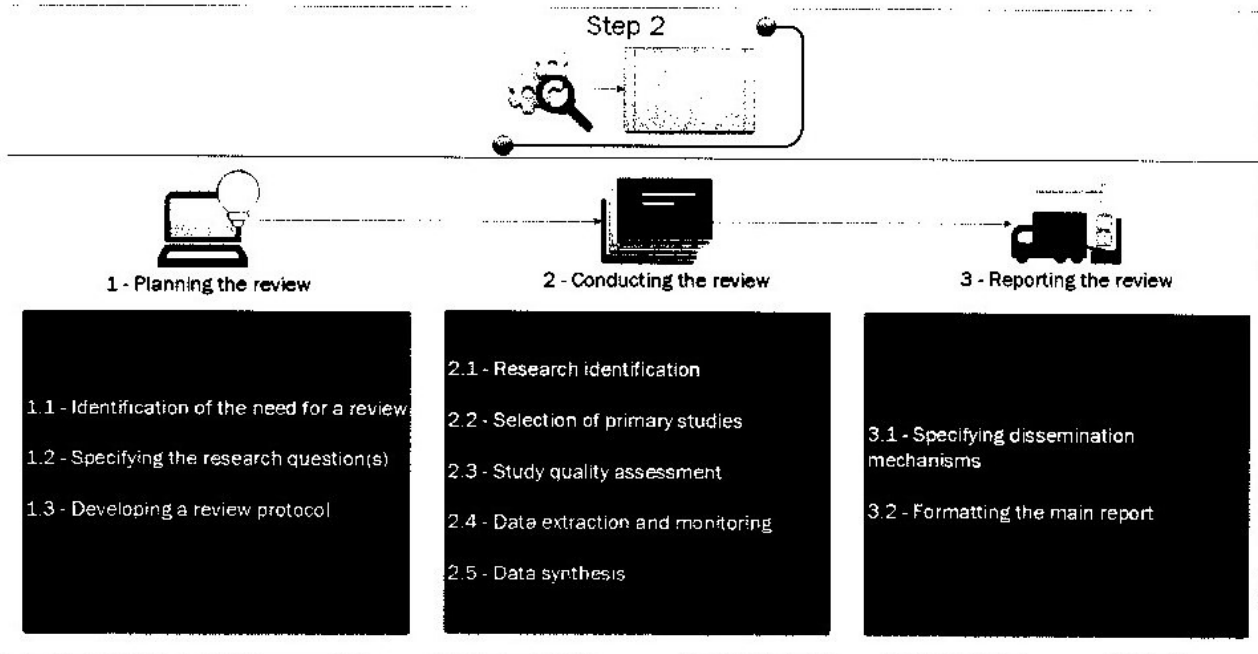 Step 2
1 - Planning the review
2 - Conducting the review
3 - Reporting the review
1.1 - Identification of the need for a review
1.2 - Specifying the research question(s)
1.3 - Developing a review protocol
2.1 - Research identification
2.2 - Selection of primary studies
2.3 - Study quality assessment
2.4 - Data extraction and monitoring
2.5 - Data synthesis
3.1 - Specifying dissemination
mechanisms
3.2 - Formatting the main report